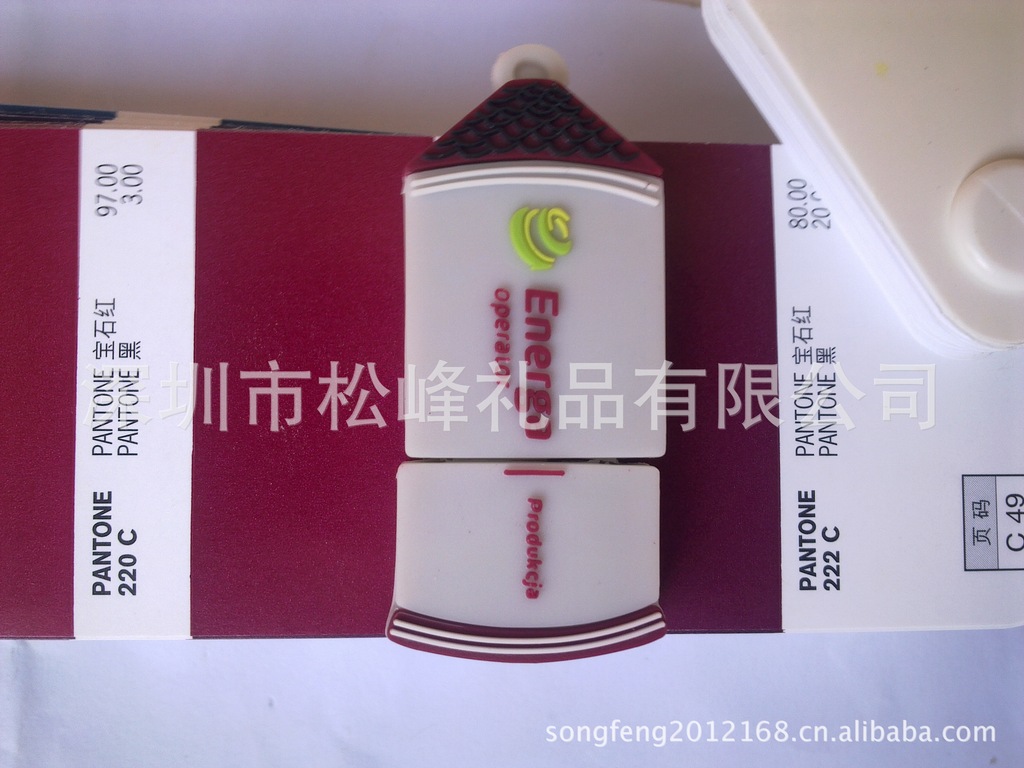 97.00
3.00
PANTONE 宝石红
PANTONE 黑
PANTONE
220 C
Energa
Produkcja
80.00
PANTONE 宝石红
PANTONE 黑
PANTONE
222 C
页码
C 49
深圳市松峰礼品有限公司
songfeng2012168.cn.alibaba.com